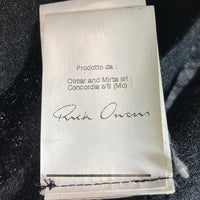 Prodotto da :
Olmar and Mirta srl
Concordia s/S (Mo)
Rick Owens